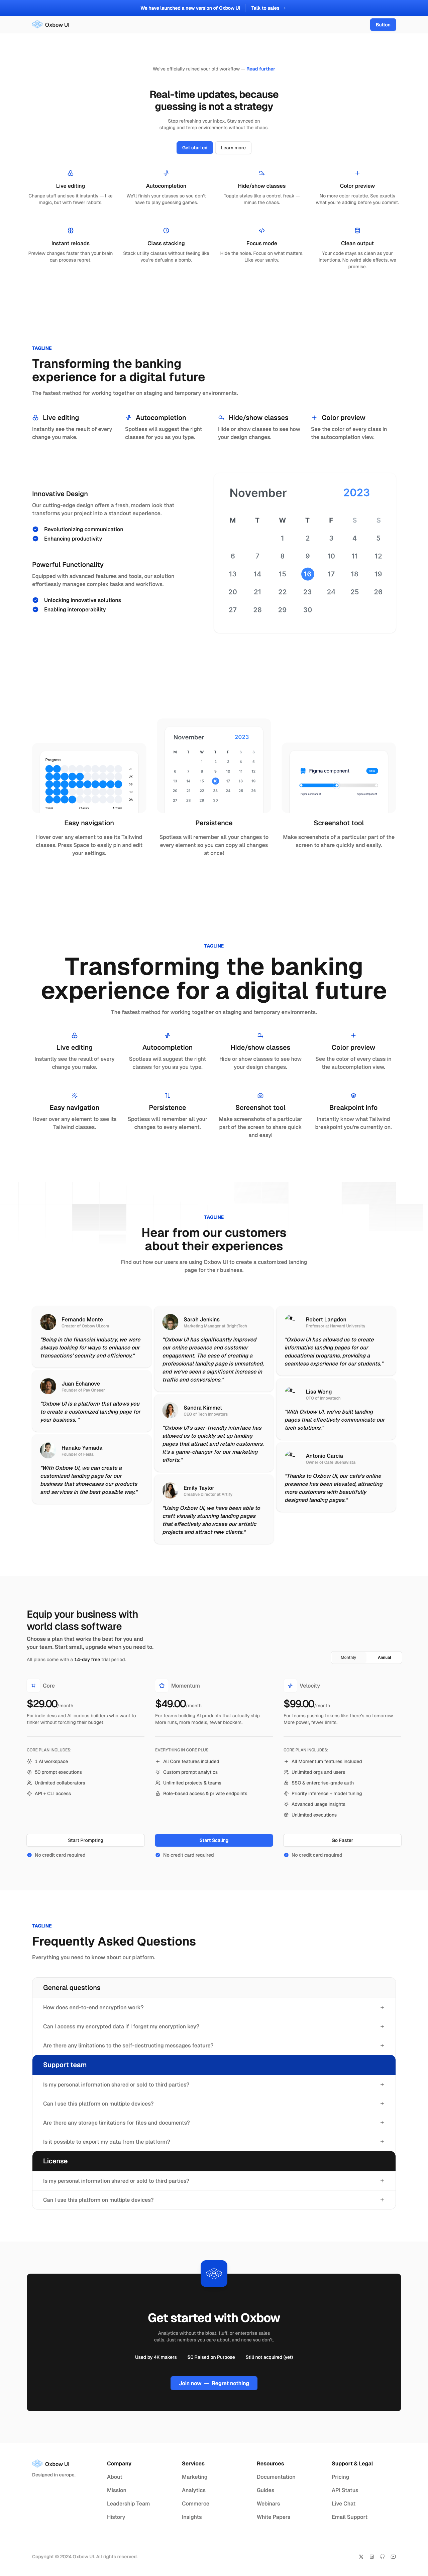 We have launched a new version of Oxbow UI
Talk to sales
Oxbow UI
Button
We've officially ruined your old workflow — Read further
Real-time updates, because
guessing is not a strategy
Stop refreshing your inbox. Stay synced on
staging and temp environments without the chaos.
Get started
Learn more
Live editing
Change stuff and see it instantly — like
magic, but with fewer rabbits.
Autocompletion
We'll finish your classes so you don't
have to play guessing games.
Hide/show classes
Toggle styles like a control freak —
minus the chaos.
Color preview
No more color roulette. See exactly
what you're adding before you commit.
Instant reloads
Preview changes faster than your brain
can process regret.
Class stacking
Stack utility classes without feeling like
you're defusing a bomb.
Focus mode
Hide the noise. Focus on what matters.
Like your sanity.
Clean output
Your code stays as clean as your
intentions. No weird side effects, we
promise.
TAGLINE
Transforming the banking
experience for a digital future
The fastest method for working together on staging and temporary environments.
Live editing
Instantly see the result of every
change you make.
Autocompletion
Spotless will suggest the right
classes for you as you type.
Hide/show classes
Hide or show classes to see how
your design changes.
Color preview
See the color of every class in
the autocompletion view.
Innovative Design
Our cutting-edge design offers a fresh, modern look that
transforms your project into a standout experience.
Revolutionizing communication
Enhancing productivity
Powerful Functionality
Equipped with advanced features and tools, our solution
effortlessly manages complex tasks and workflows.
Unlocking innovative solutions
Enabling interoperability
November 2023
M T W T F S S
1 2 3 4 5
6 7 8 9 10 11 12
13 14 15 16 17 18 19
20 21 22 23 24 25 26
27 28 29 30
Progress
Easy navigation
Hover over any element to see its Tailwind
classes. Press Space to easily pin and edit
your settings.
November 2023
M T W T F S S
1 2 3 4 5
6 7 8 9 10 11 12
13 14 15 16 17 18 19
20 21 22 23 24 25 26
27 28 29 30
Persistence
Spotless will remember all your changes to
every element so you can copy all changes
at once!
Figma component
Screenshot tool
Make screenshots of a particular part of the
screen to share quickly and easily.
TAGLINE
Transforming the banking
experience for a digital future
The fastest method for working together on staging and temporary environments.
Live editing
Instantly see the result of every
change you make.
Autocompletion
Spotless will suggest the right
classes for you as you type.
Hide/show classes
Hide or show classes to see how
your design changes.
Color preview
See the color of every class in
the autocompletion view.
Easy navigation
Hover over any element to see its
Tailwind classes.
Persistence
Spotless will remember all your
changes to every element.
Screenshot tool
Make screenshots of a particular
part of the screen to share quick
and easy!
Breakpoint info
Instantly know what Tailwind
breakpoint you're currently on.
TAGLINE
Hear from our customers
about their experiences
Find out how our users are using Oxbow UI to create a customized landing
page for their business.
Fernando Monte
Creator of Oxbow UI.com
"Being in the financial industry, we were
always looking for ways to enhance our
transactions' security and efficiency."
Juan Echanove
Founder of Pay Oceaer
"Oxbow UI is a platform that allows you
to create a customized landing page for
your business. "
Hanako Yamada
Founder of Fesss
"With Oxbow UI, we can create a
customized landing page for our
business that showcases our products
and services in the best possible way."
Sarah Jenkins
Marketing Manager at BrightTech
"Oxbow UI has significantly improved
our online presence and customer
engagement. The ease of creating a
professional landing page is unmatched,
and we've seen a significant increase in
traffic and conversions."
Sandra Kimmel
CEO of Tech Innovators
"Oxbow UI's user-friendly interface has
allowed us to quickly set up landing
pages that attract and retain customers.
It's a game-changer for our marketing
efforts."
Emily Taylor
Creative Director at Artify
"Using Oxbow UI, we have been able to
craft visually stunning landing pages
that effectively showcase our artistic
projects and attract new clients."
Robert Langdon
Professor at Harvard University
"Oxbow UI has allowed us to create
informative landing pages for our
educational programs, providing a
seamless experience for our students."
Lisa Wong
CTO of Innovatech
"With Oxbow UI, we've built landing
pages that effectively communicate our
tech solutions."
Antonio Garcia
Owner of Cafe Buenavista
"Thanks to Oxbow UI, our cafe's online
presence has been elevated, attracting
more customers with beautifully
designed landing pages."
Equip your business with
world class software
Choose a plan that works the best for you and
your team. Start small, upgrade when you need to.
All plans come with a 14-day free trial period.
Monthly
Annual
Core
$29.00/month
For indie devs and AI-curious builders who want to
tinker without torching their budget.
CORE PLAN INCLUDES:
1 AI workspace
50 prompt executions
Unlimited collaborators
API + CLI access
Start Prompting
No credit card required
Momentum
$49.00/month
For teams building AI products that actually ship.
More runs, more models, fewer blockers.
EVERYTHING IN CORE PLUS:
All Core features included
Custom prompt analytics
Unlimited projects & teams
Role-based access & private endpoints
Start Scaling
No credit card required
Velocity
$99.00/month
For teams pushing tokens like there's no tomorrow.
More power, fewer limits.
CORE PLAN INCLUDES:
All Momentum features included
Unlimited orgs and users
SSO & enterprise-grade auth
Priority inference + model tuning
Advanced usage insights
Unlimited executions
Go Faster
No credit card required
TAGLINE
Frequently Asked Questions
Everything you need to know about our platform.
General questions
How does end-to-end encryption work?
Can I access my encrypted data if I forget my encryption key?
Are there any limitations to the self-destructing messages feature?
Support team
Is my personal information shared or sold to third parties?
Can I use this platform on multiple devices?
Are there any storage limitations for files and documents?
Is it possible to export my data from the platform?
License
Is my personal information shared or sold to third parties?
Can I use this platform on multiple devices?
Get started with Oxbow
Analytics without the bloat, fluff, or enterprise sales
calls. Just numbers you care about, and mine you don't.
Used by 4K makers
$0 Raised on Purpose
Still not acquired (yet)
Join now — Regret nothing
Oxbow UI
Designed in europe.
Company
About
Mission
Leadership Team
History
Services
Marketing
Analytics
Commerce
Insights
Resources
Documentation
Guides
Webinars
White Papers
Support & Legal
Pricing
API Status
Live Chat
Email Support
Copyright © 2024 Oxbow UI. All rights reserved.